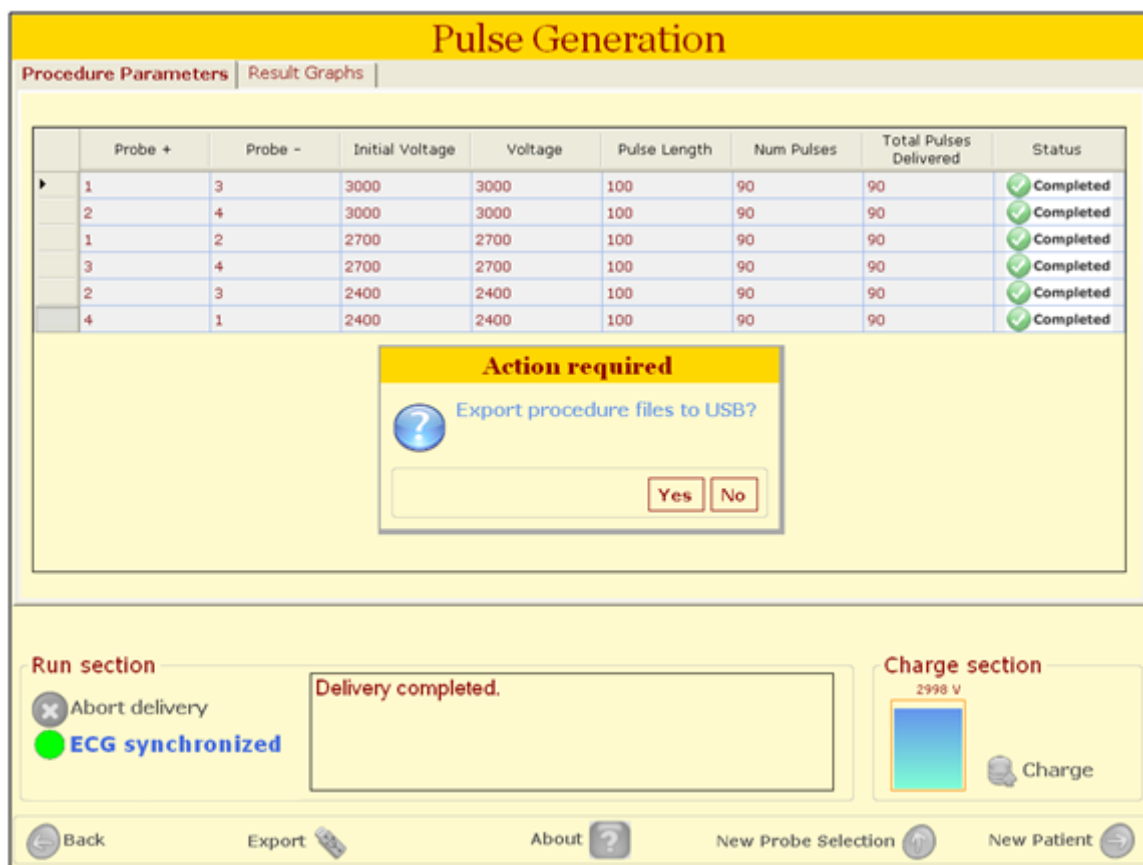 Pulse Generation
Procedure Parameters Result Graphs
Probe + Probe - Initial Voltage Voltage Pulse Length Num Pulses Total Pulses Delivered Status
1 3 3000 3000 100 90 90 Completed
2 4 3000 3000 100 90 90 Completed
1 2 2700 2700 100 90 90 Completed
3 4 2700 2700 100 90 90 Completed
2 3 2400 2400 100 90 90 Completed
4 1 2400 2400 100 90 90 Completed
Action required
? Export procedure files to USB?
Yes No
Run section
Abort delivery
ECG synchronized
Delivery completed.
Charge section
2998 V
Charge
Back Export About ? New Probe Selection New Patient